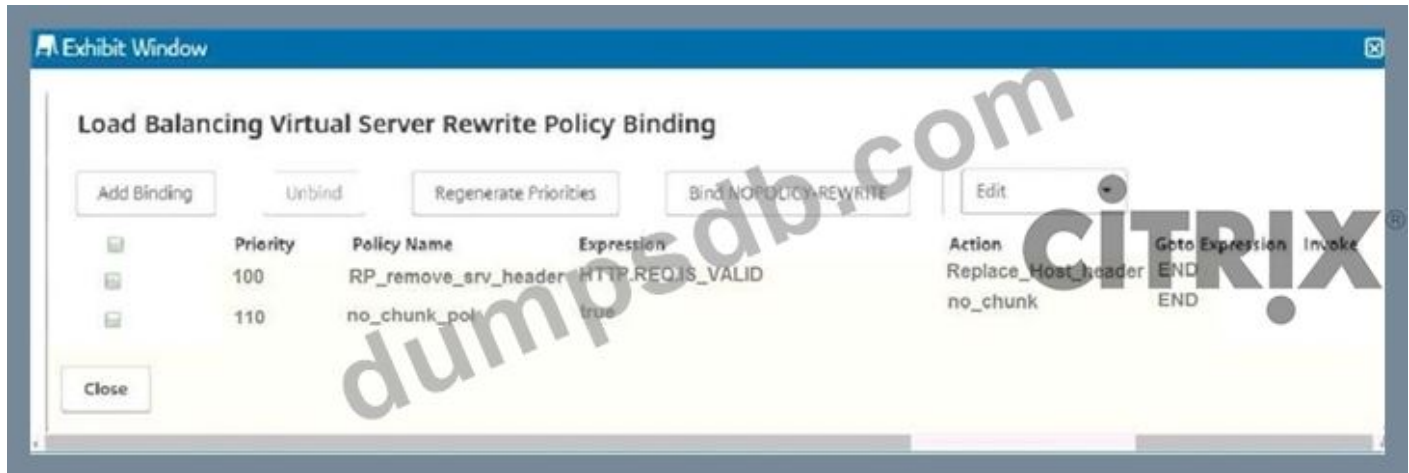 Exhibit Window
Load Balancing Virtual Server Rewrite Policy Binding
Add Binding Unbind Regenerate Priorities Bind NOPOLICY-REWRITE Edit
Priority Policy Name Expression Action Goto Expression Invoke
100 RP_remove_srv_header HTTP.REQ.IS_VALID Replace_Host_header END
110 no_chunk_pol true no_chunk END
Close
dumpsdb.com
CITRIX®